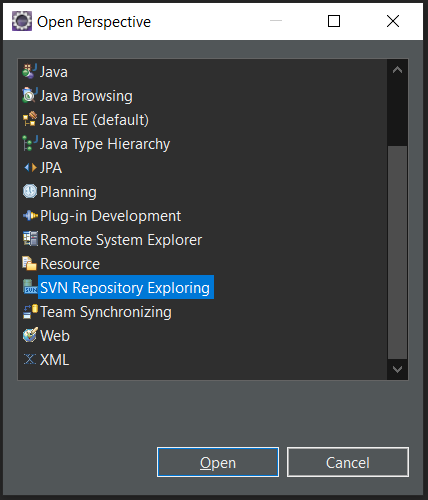 Open Perspective
Java
Java Browsing
Java EE (default)
Java Type Hierarchy
JPA
Planning
Plug-in Development
Remote System Explorer
Resource
SVN Repository Exploring
Team Synchronizing
Web
XML
Open Cancel